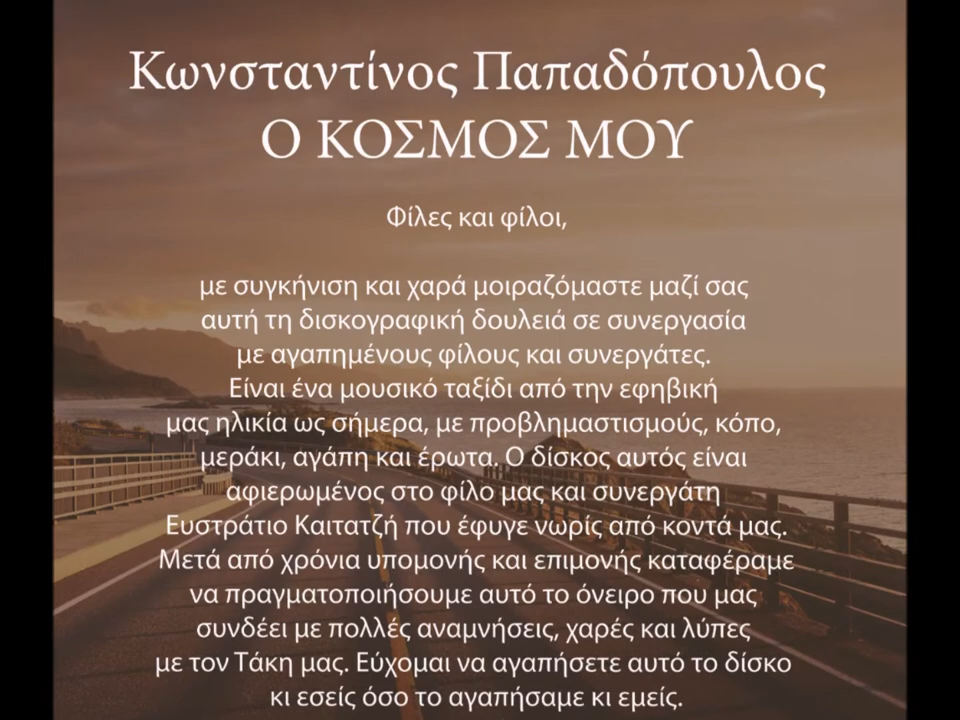 Κωνσταντίνος Παπαδόπουλος
Ο ΚΟΣΜΟΣ ΜΟΥ
Φίλες και φίλοι,
με συγκήνιση και χαρά μοιραζόμαστε μαζί σας
αυτή τη δισκογραφική δουλειά σε συνεργασία
με αγαπημένους φίλους και συνεργάτες.
Είναι ένα μουσικό ταξίδι από την εφηβική
μας ηλικία ως σήμερα, με προβλημαστισμούς, κόπο,
μεράκι, αγάπη και έρωτα. Ο δίσκος αυτός είναι
αφιερωμένος στο φίλο μας και συνεργάτη
Ευστράτιο Καιτατζή που έφυγε νωρίς από κοντά μας.
Μετά από χρόνια υπομονής και επιμονής καταφέραμε
να πραγματοποιήσουμε αυτό το όνειρο που μας
συνδέει με πολλές αναμνήσεις, χαρές και λύπες
με τον Τάκη μας. Εύχομαι να αγαπήσετε αυτό το δίσκο
κι εσείς όσο το αγαπήσαμε κι εμείς.